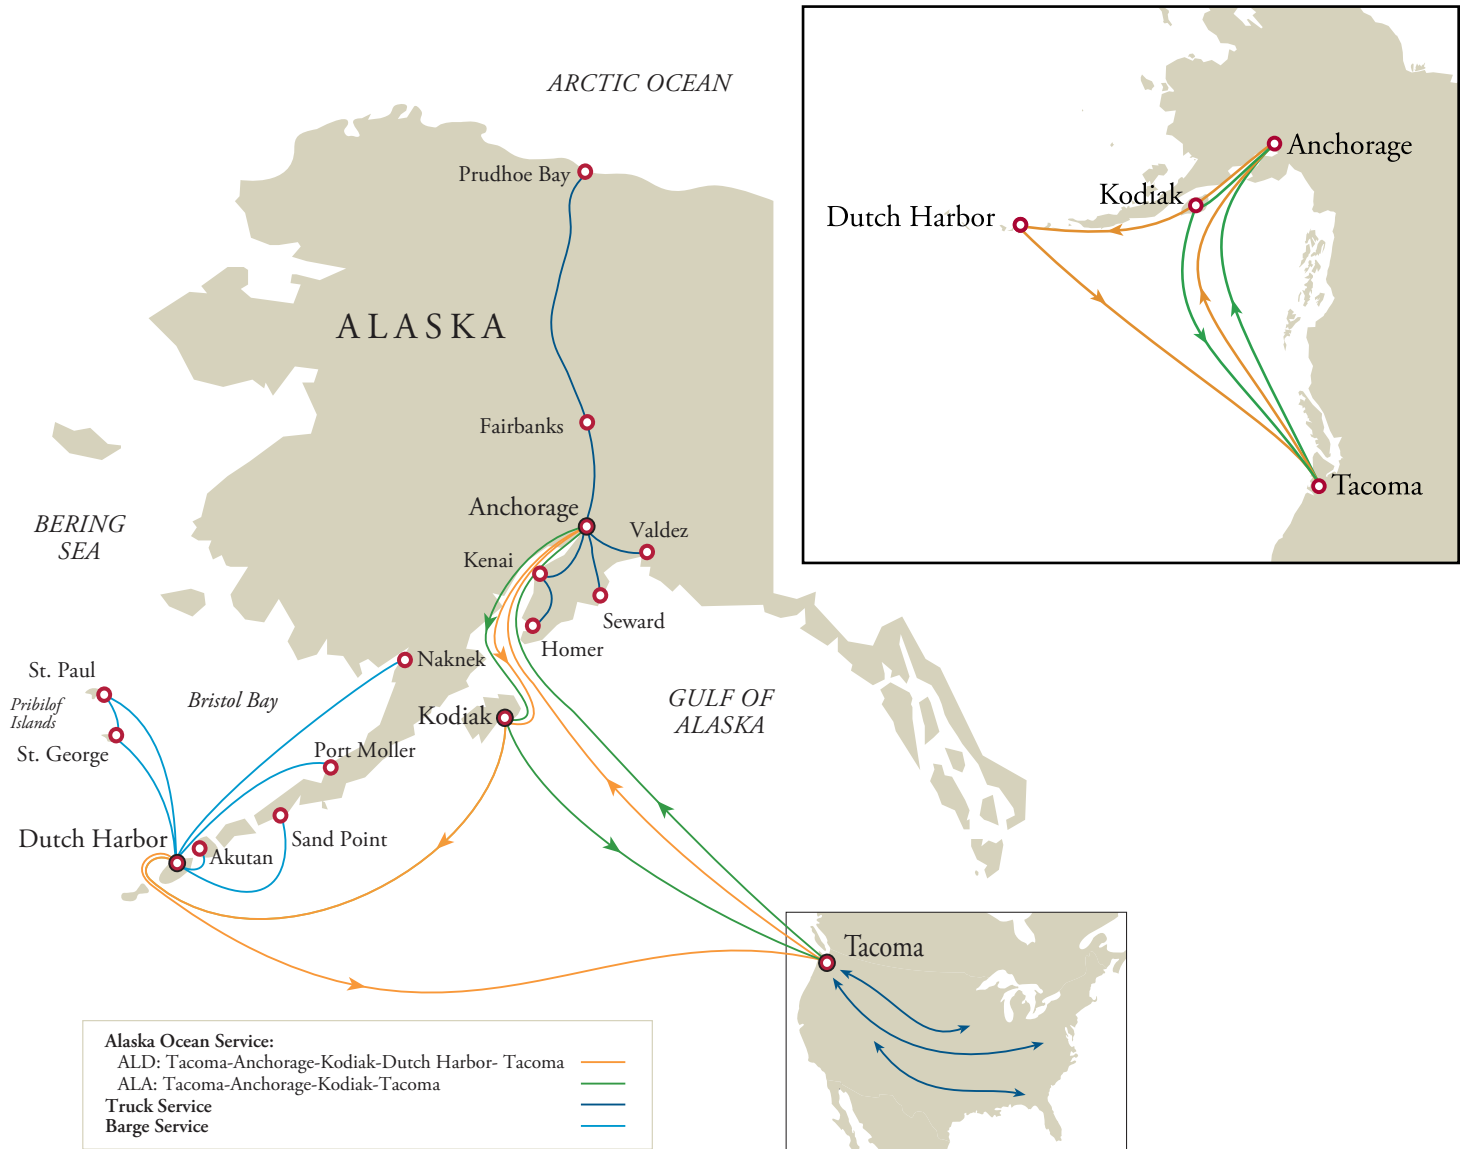 ARCTIC OCEAN
Prudhoe Bay
ALASKA
Fairbanks
Anchorage
Valdez
Kenai
Seward
Homer
BERING
SEA
Naknek
St. Paul
Pribilof
Islands
St. George
Bristol Bay
Kodiak
GULF OF
ALASKA
Port Moller
Dutch Harbor
Sand Point
Akutan
Tacoma
Anchorage
Kodiak
Dutch Harbor
Tacoma
Alaska Ocean Service:
ALD: Tacoma-Anchorage-Kodiak-Dutch Harbor- Tacoma
ALA: Tacoma-Anchorage-Kodiak-Tacoma
Truck Service
Barge Service